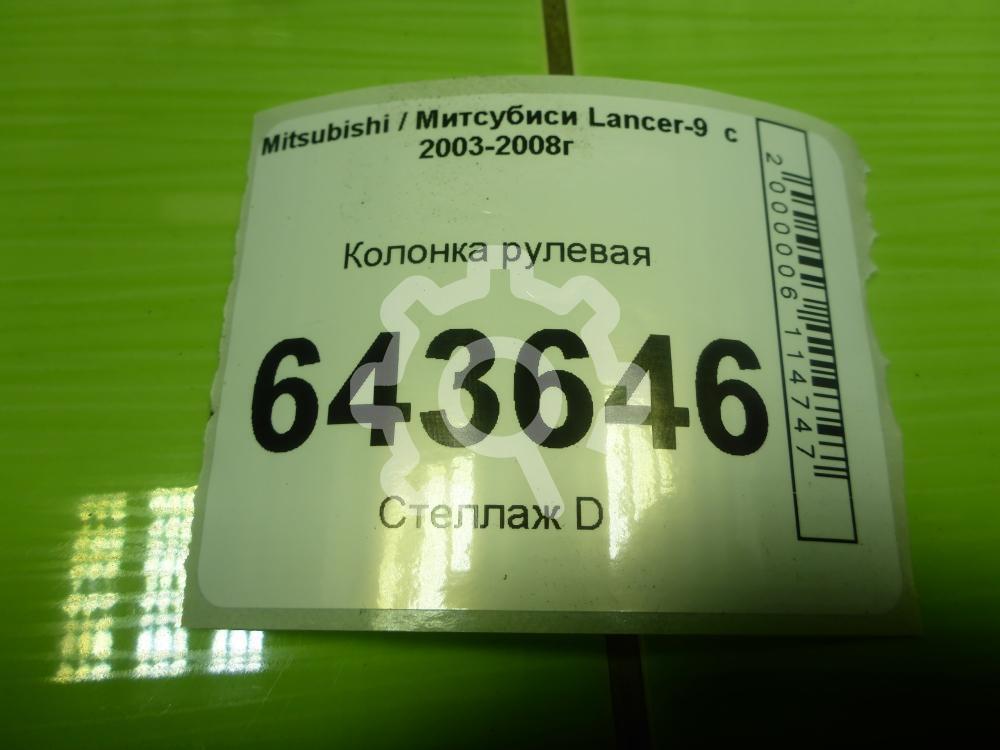 Mitsubishi / Митсубиси Lancer-9 с
2003-2008г
Колонка рулевая
643646
Стеллаж D
2000006114747